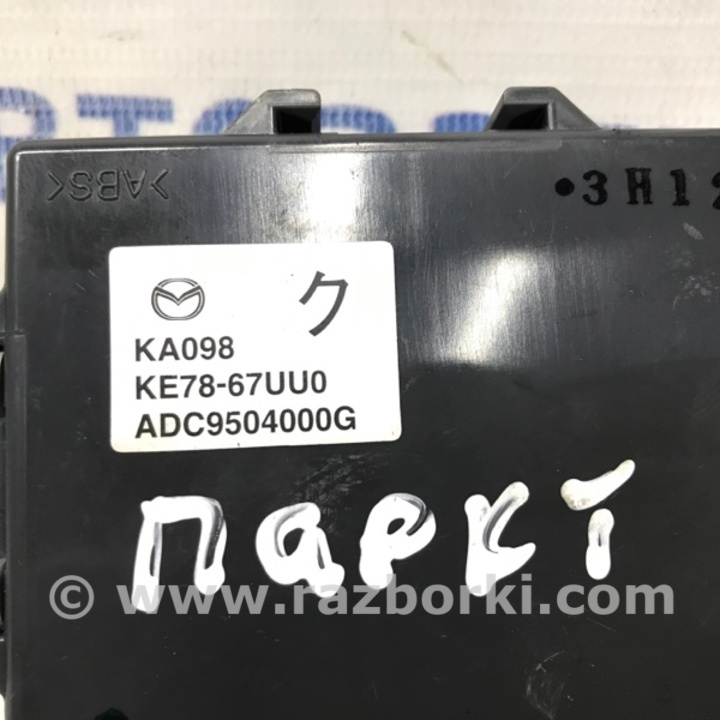 >ABS<
•3H12
ク
KA098
KE78-67UU0
ADC9504000G
ПаркТ
© www.razborki.com